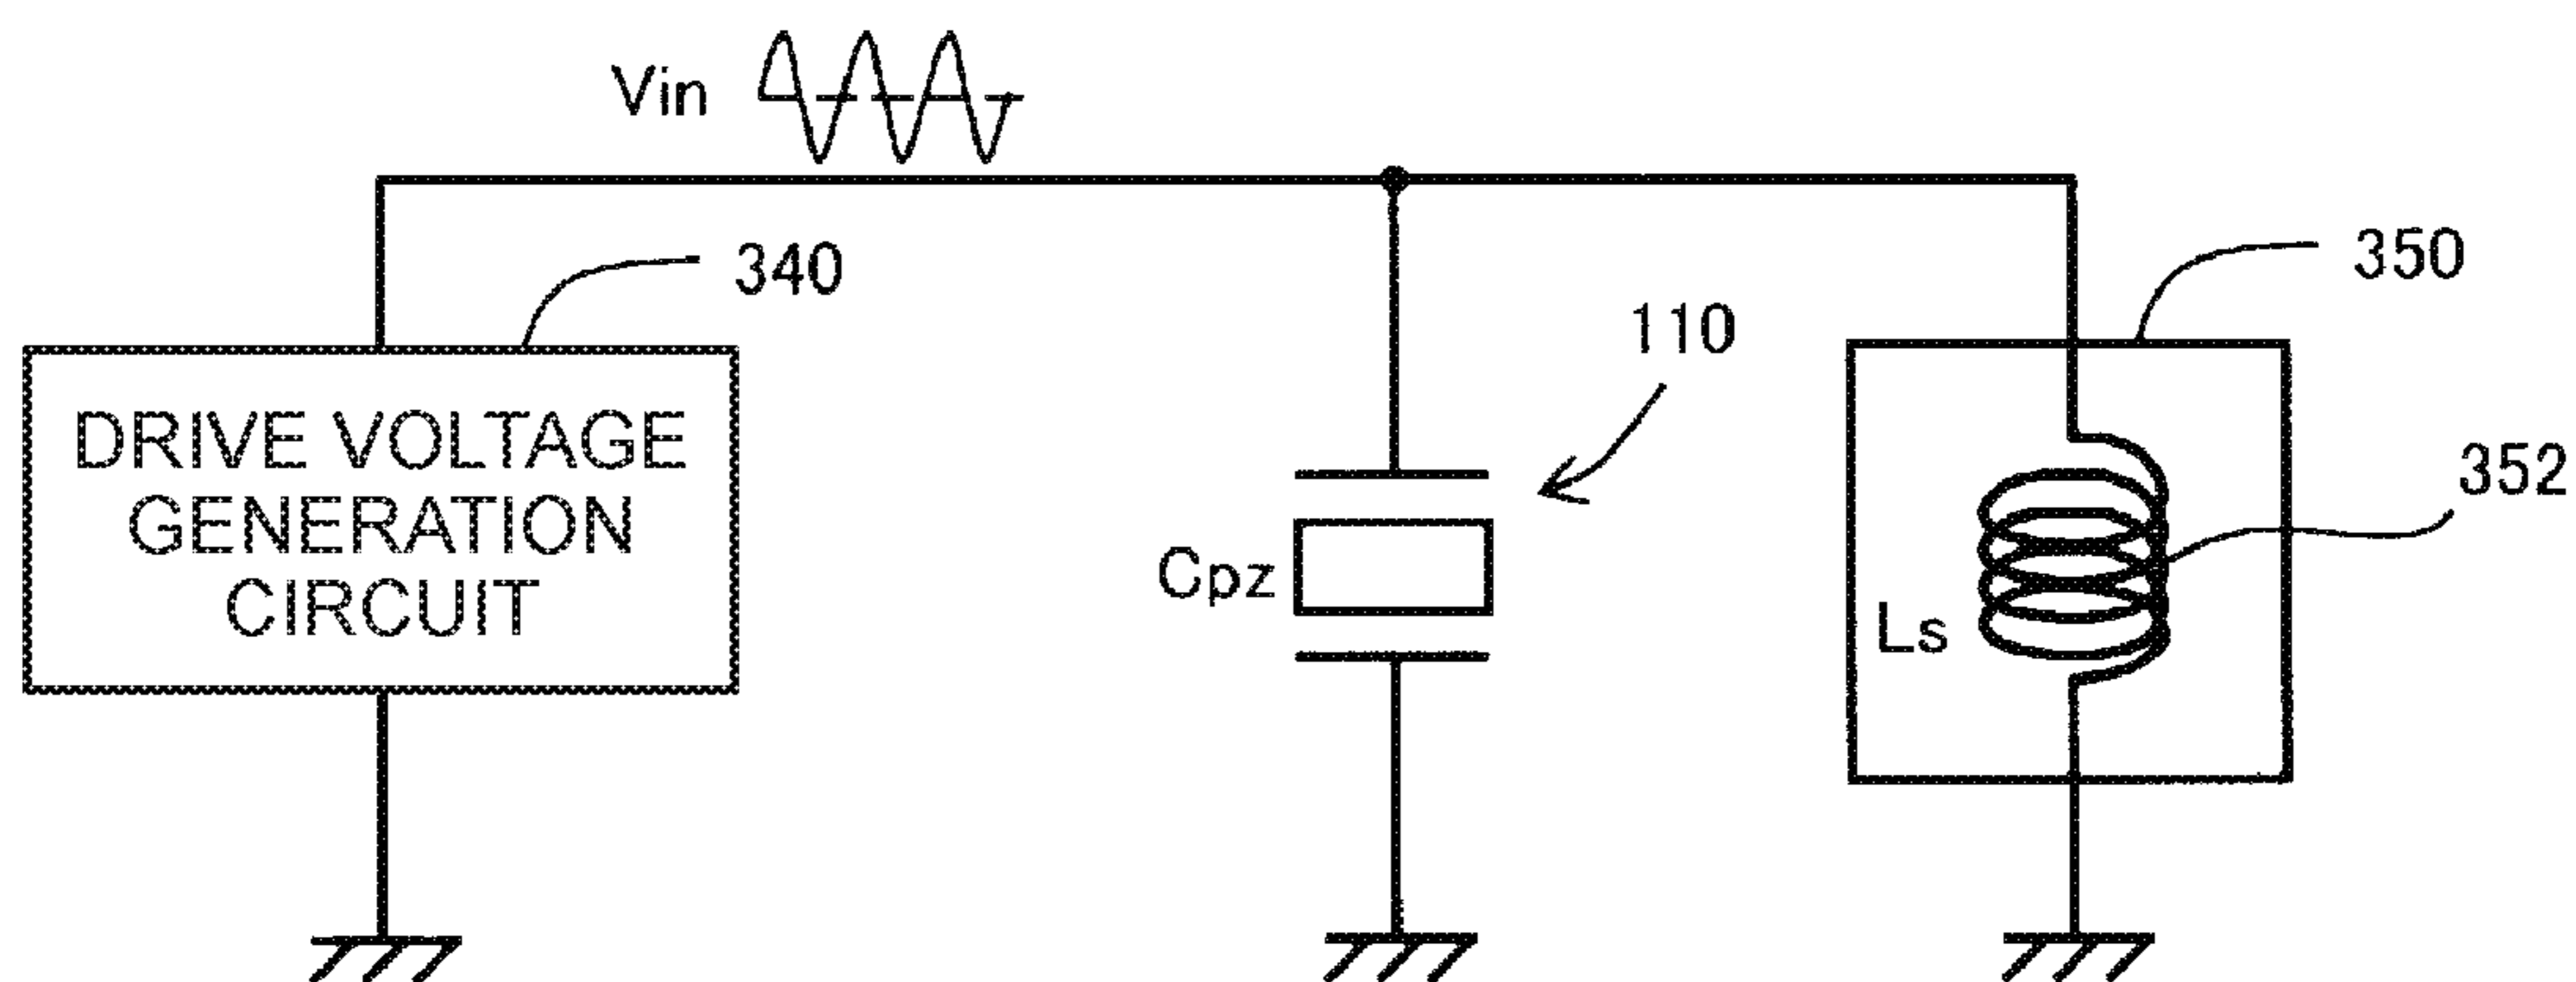 Vin
340
350
110
DRIVE VOLTAGE
GENERATION
CIRCUIT
352
Cpz
Ls